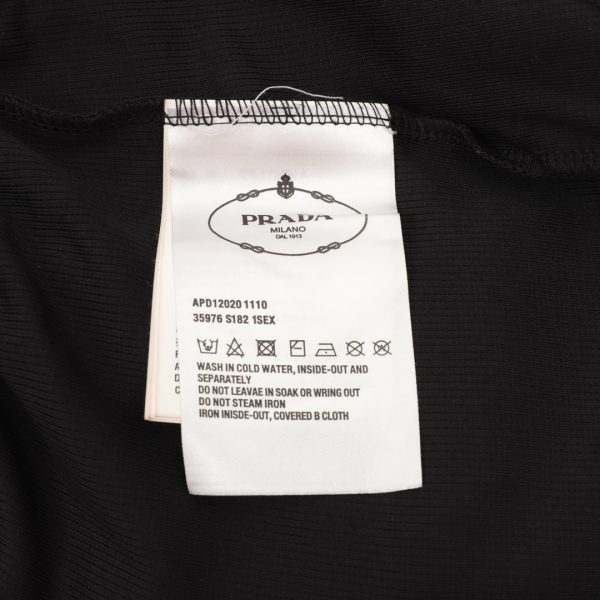 PRADA
MILANO
DAL 1913
APD12020 1110
35976 S182 1SEX
WASH IN COLD WATER, INSIDE-OUT AND
SEPARATELY
DO NOT LEAVAE IN SOAK OR WRING OUT
DO NOT STEAM IRON
IRON INISDE-OUT, COVERED B CLOTH